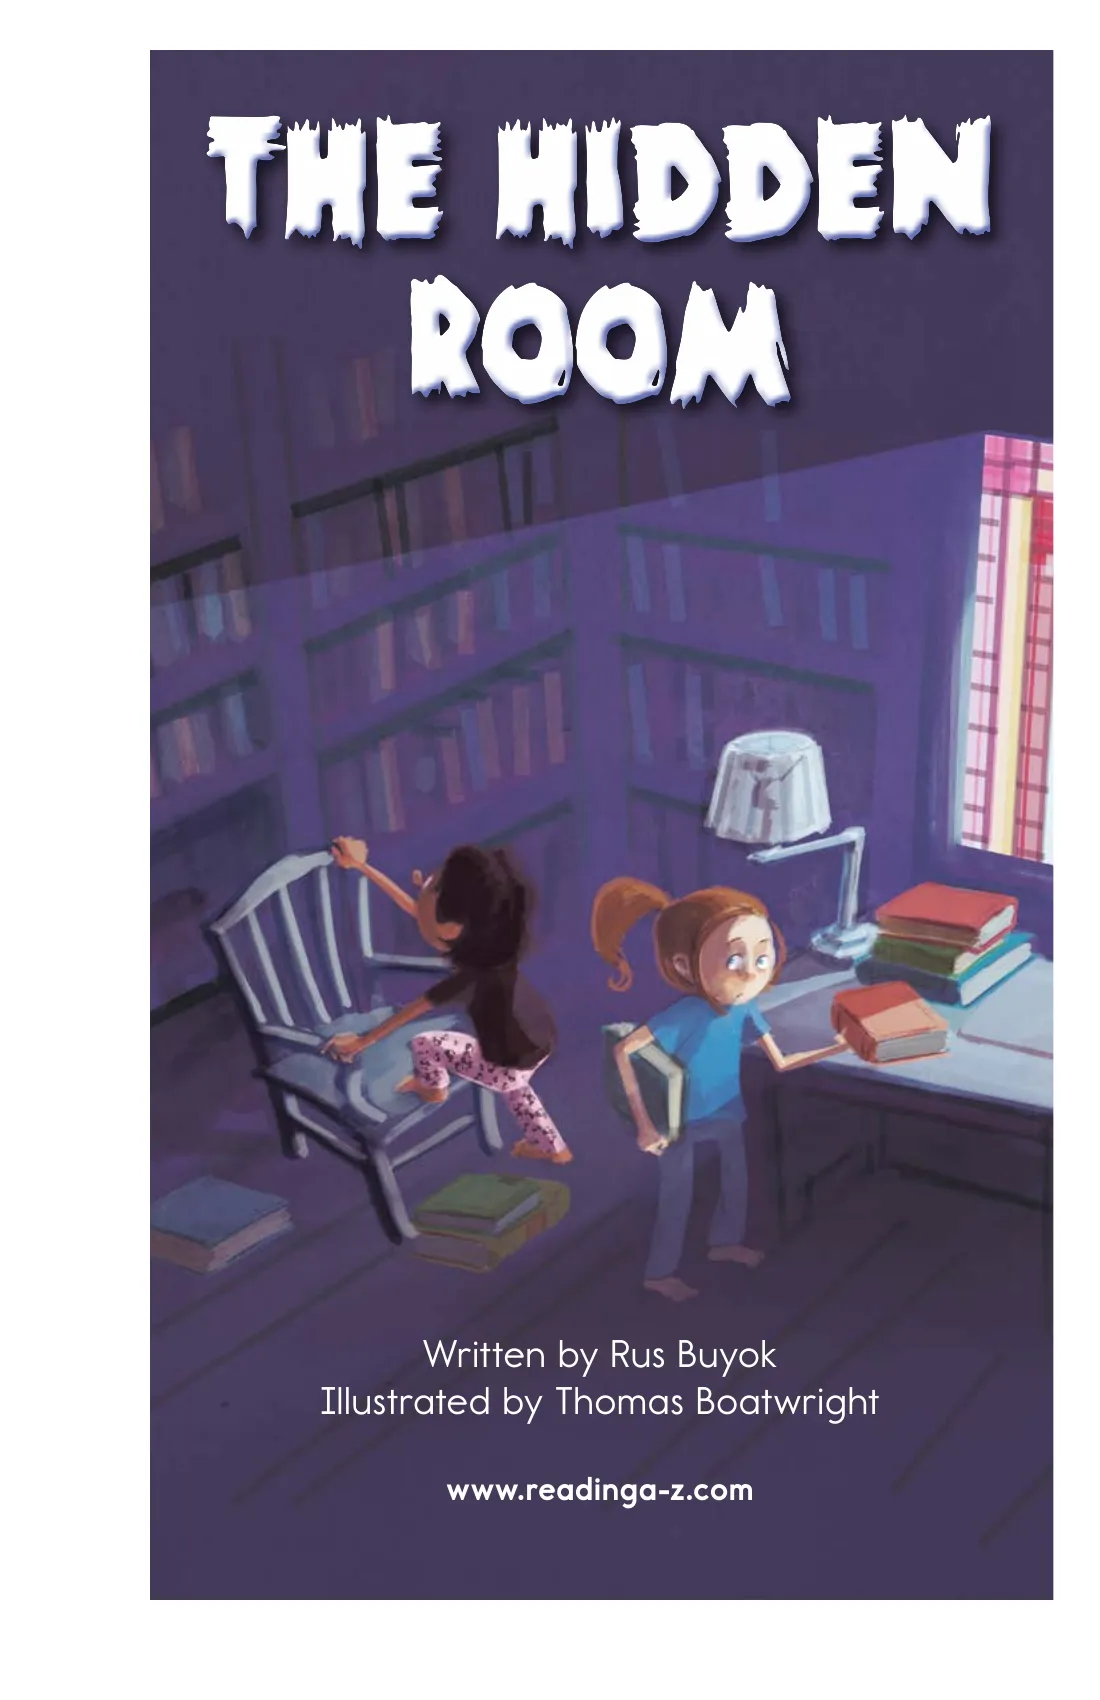 THE HIDDEN
ROOM
Written by Rus Buyok
Illustrated by Thomas Boatwright
www.readinga-z.com